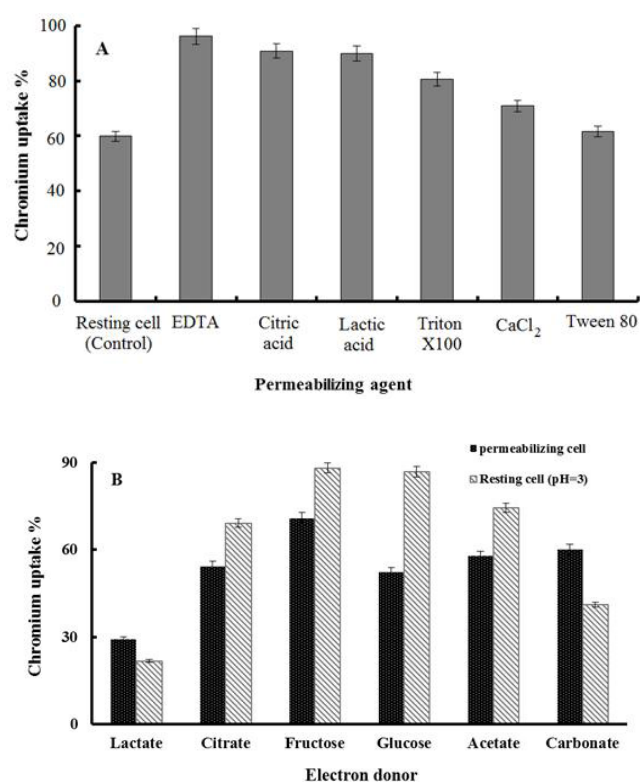 A
Chromium uptake %
100
80
60
40
20
0
Resting cell
(Control)
EDTA
Citric
acid
Lactic
acid
Triton
X100
CaCl2
Tween 80
Permeabilizing agent
B
permeabilizing cell
Resting cell (pH=3)
Chromium uptake %
90
60
30
0
Lactate
Citrate
Fructose
Glucose
Acetate
Carbonate
Electron donor